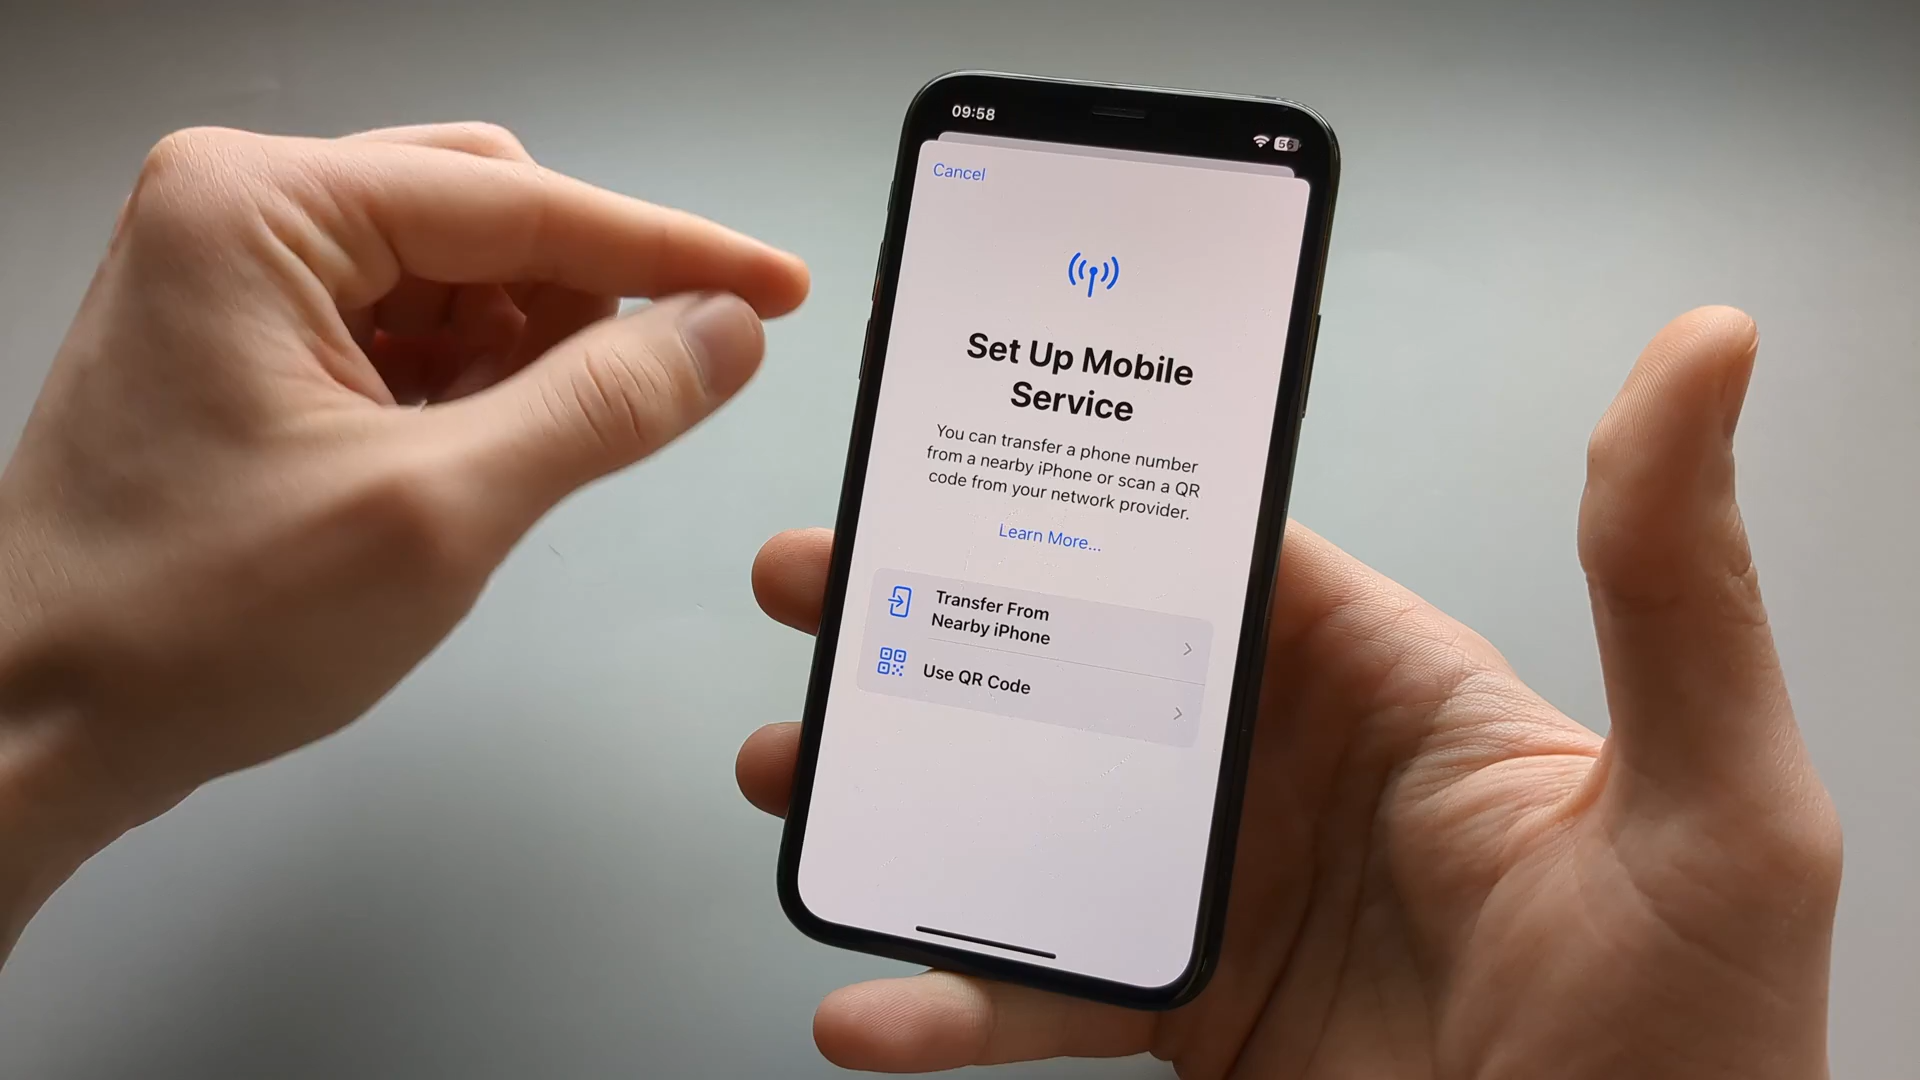 09:58
56
Cancel
Set Up Mobile
Service
You can transfer a phone number
from a nearby iPhone or scan a QR
code from your network provider.
Learn More...
Transfer From
Nearby iPhone
Use QR Code